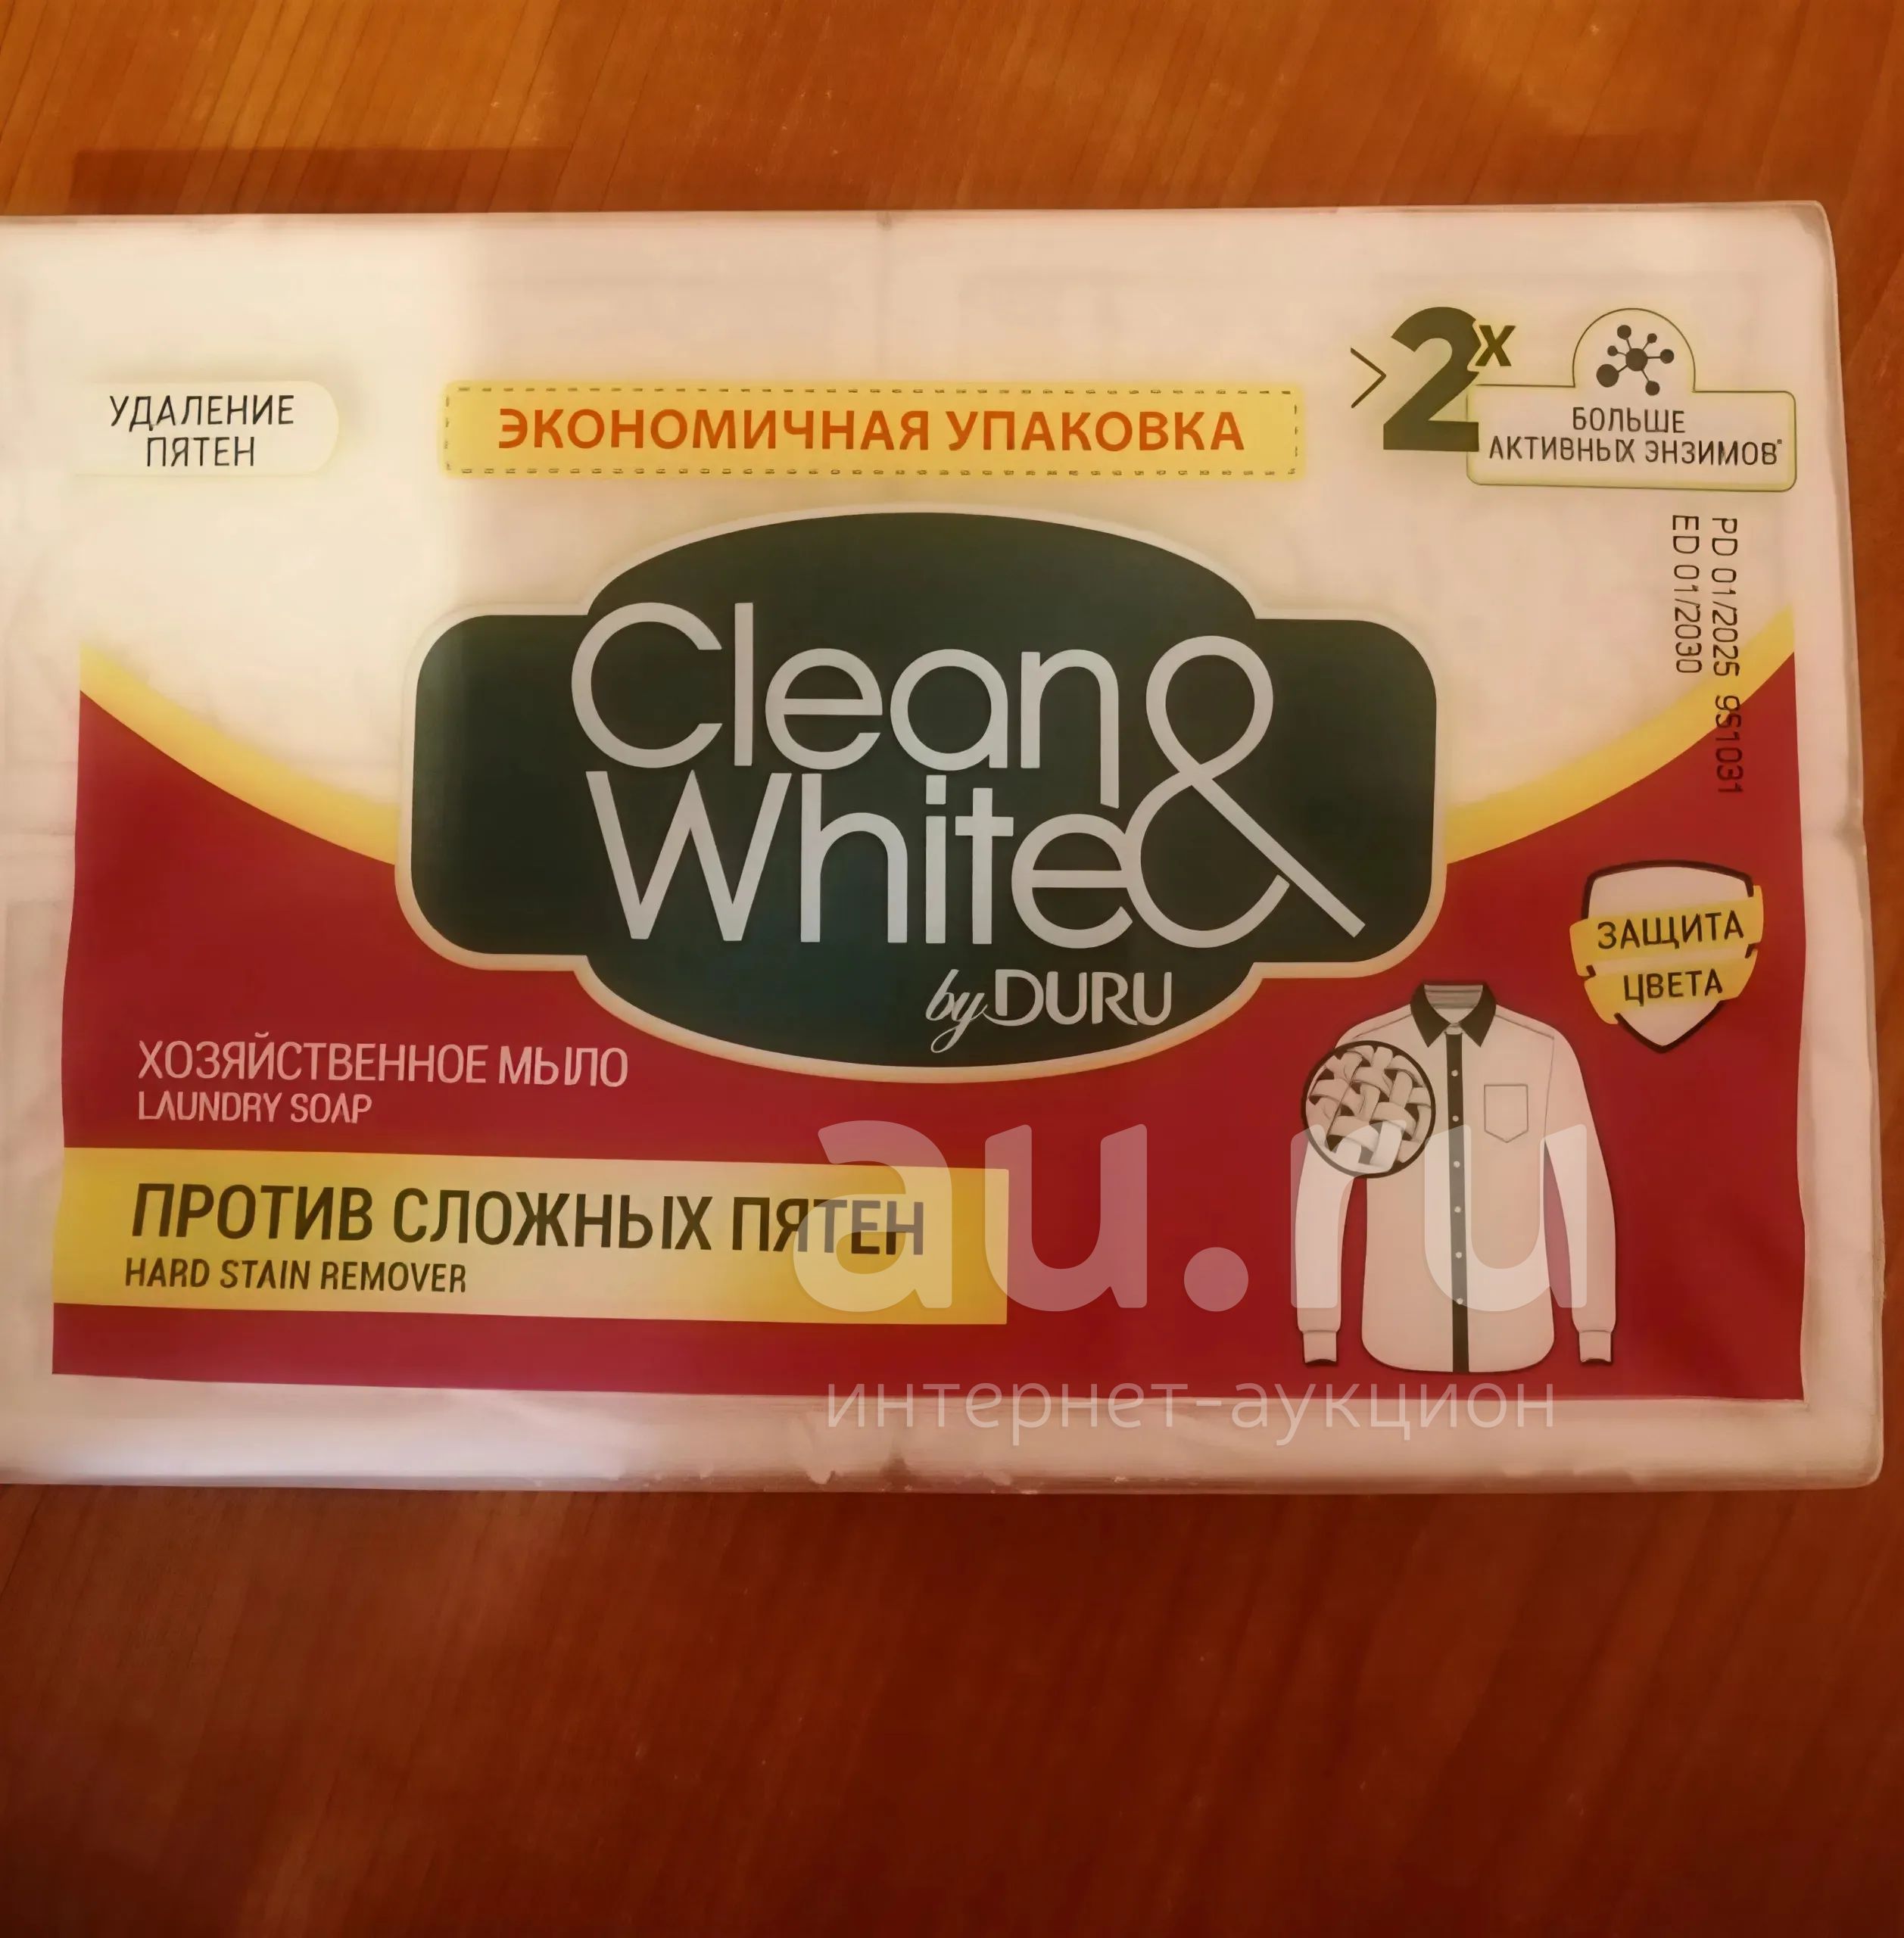 УДАЛЕНИЕ
ПЯТЕН
ЭКОНОМИЧНАЯ УПАКОВКА
>2x
БОЛЬШЕ
АКТИВНЫХ ЭНЗИМОВ*
PD 01/2025 951031
ED 01/2030
Clean &
White
by DURU
ЗАЩИТА
ЦВЕТА
ХОЗЯЙСТВЕННОЕ МЫЛО
LAUNDRY SOAP
ПРОТИВ СЛОЖНЫХ ПЯТЕН
HARD STAIN REMOVER
au.ru
интернет-аукцион